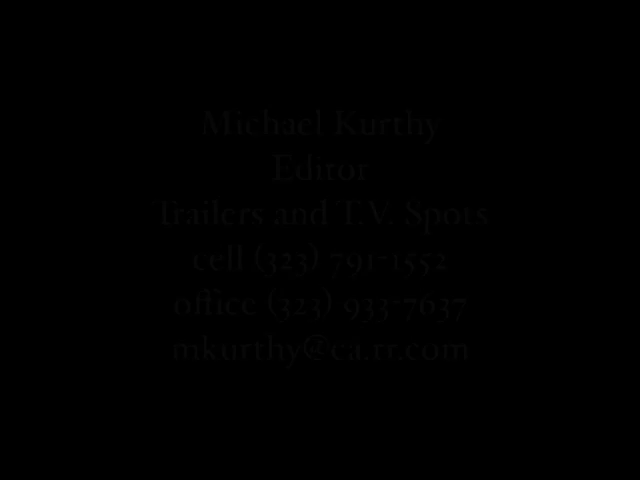 Michael Kurthy
Editor
Trailers and T.V. Spots
cell (323) 791-1552
office (323) 933-7637
mkurthy@ca.rr.com